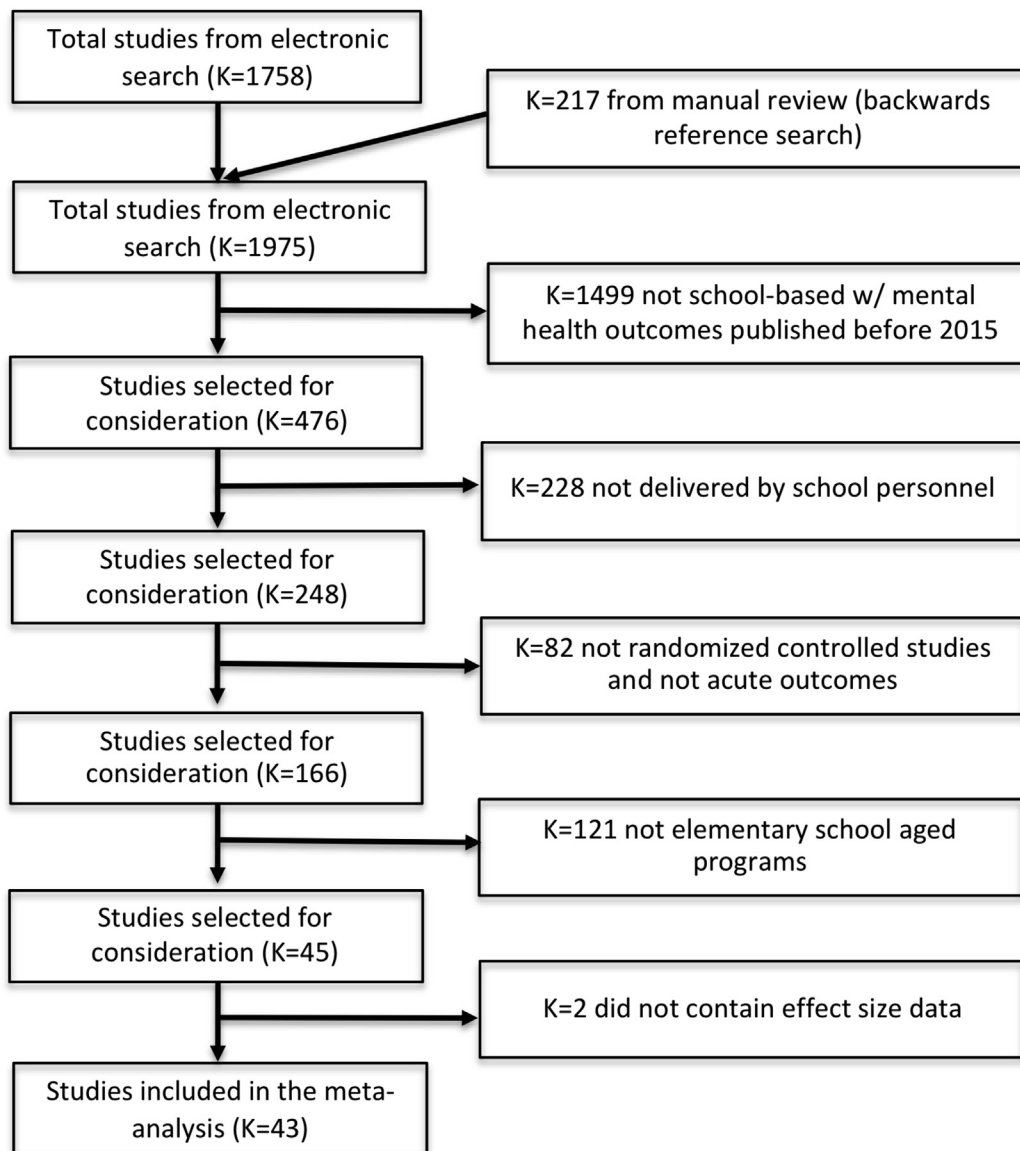 Total studies from electronic
search (K=1758)
K=217 from manual review (backwards
reference search)
Total studies from electronic
search (K=1975)
K=1499 not school-based w/ mental
health outcomes published before 2015
Studies selected for
consideration (K=476)
K=228 not delivered by school personnel
Studies selected for
consideration (K=248)
K=82 not randomized controlled studies
and not acute outcomes
Studies selected for
consideration (K=166)
K=121 not elementary school aged
programs
Studies selected for
consideration (K=45)
K=2 did not contain effect size data
Studies included in the meta-
analysis (K=43)